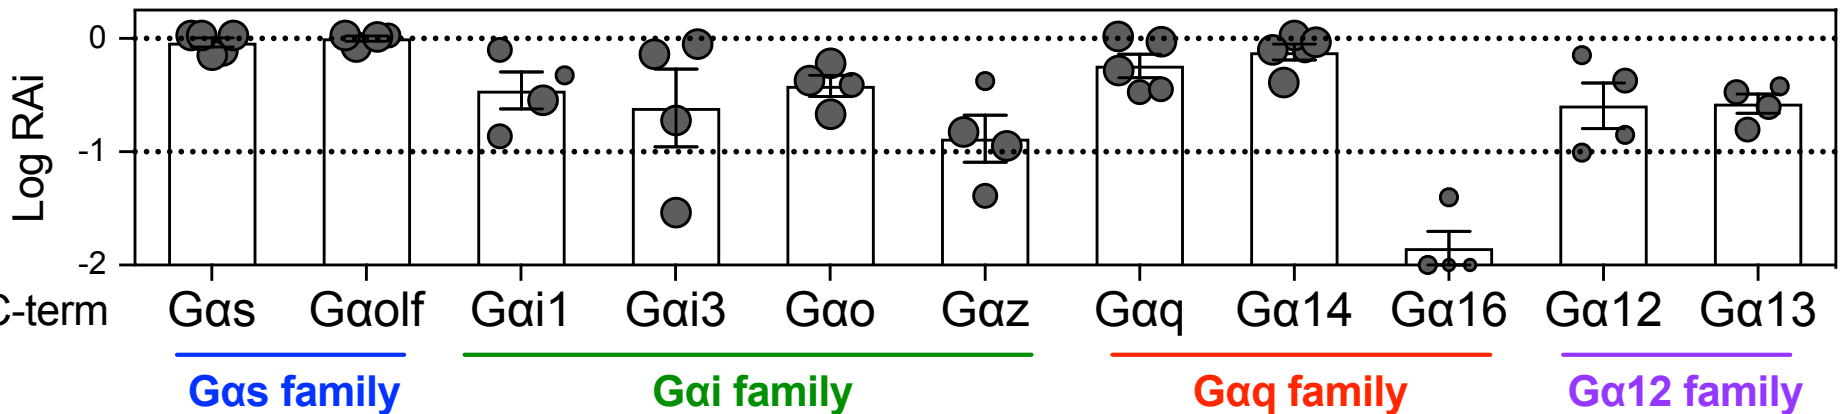 Log RAi
0
-1
-2
C-term Gαs Gαolf Gαi1 Gαi3 Gαo Gαz Gαq Gα14 Gα16 Gα12 Gα13
Gαs family Gαi family Gαq family Gα12 family